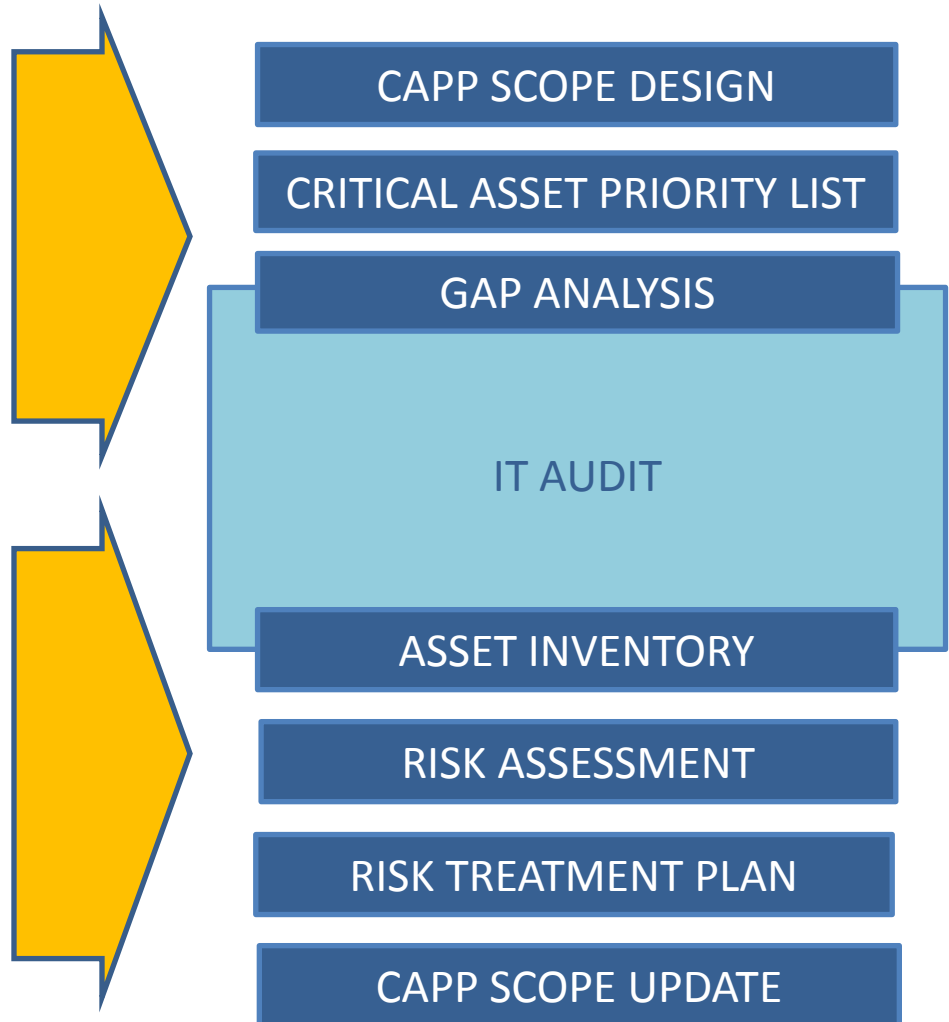 CAPP SCOPE DESIGN
CRITICAL ASSET PRIORITY LIST
GAP ANALYSIS
IT AUDIT
ASSET INVENTORY
RISK ASSESSMENT
RISK TREATMENT PLAN
CAPP SCOPE UPDATE